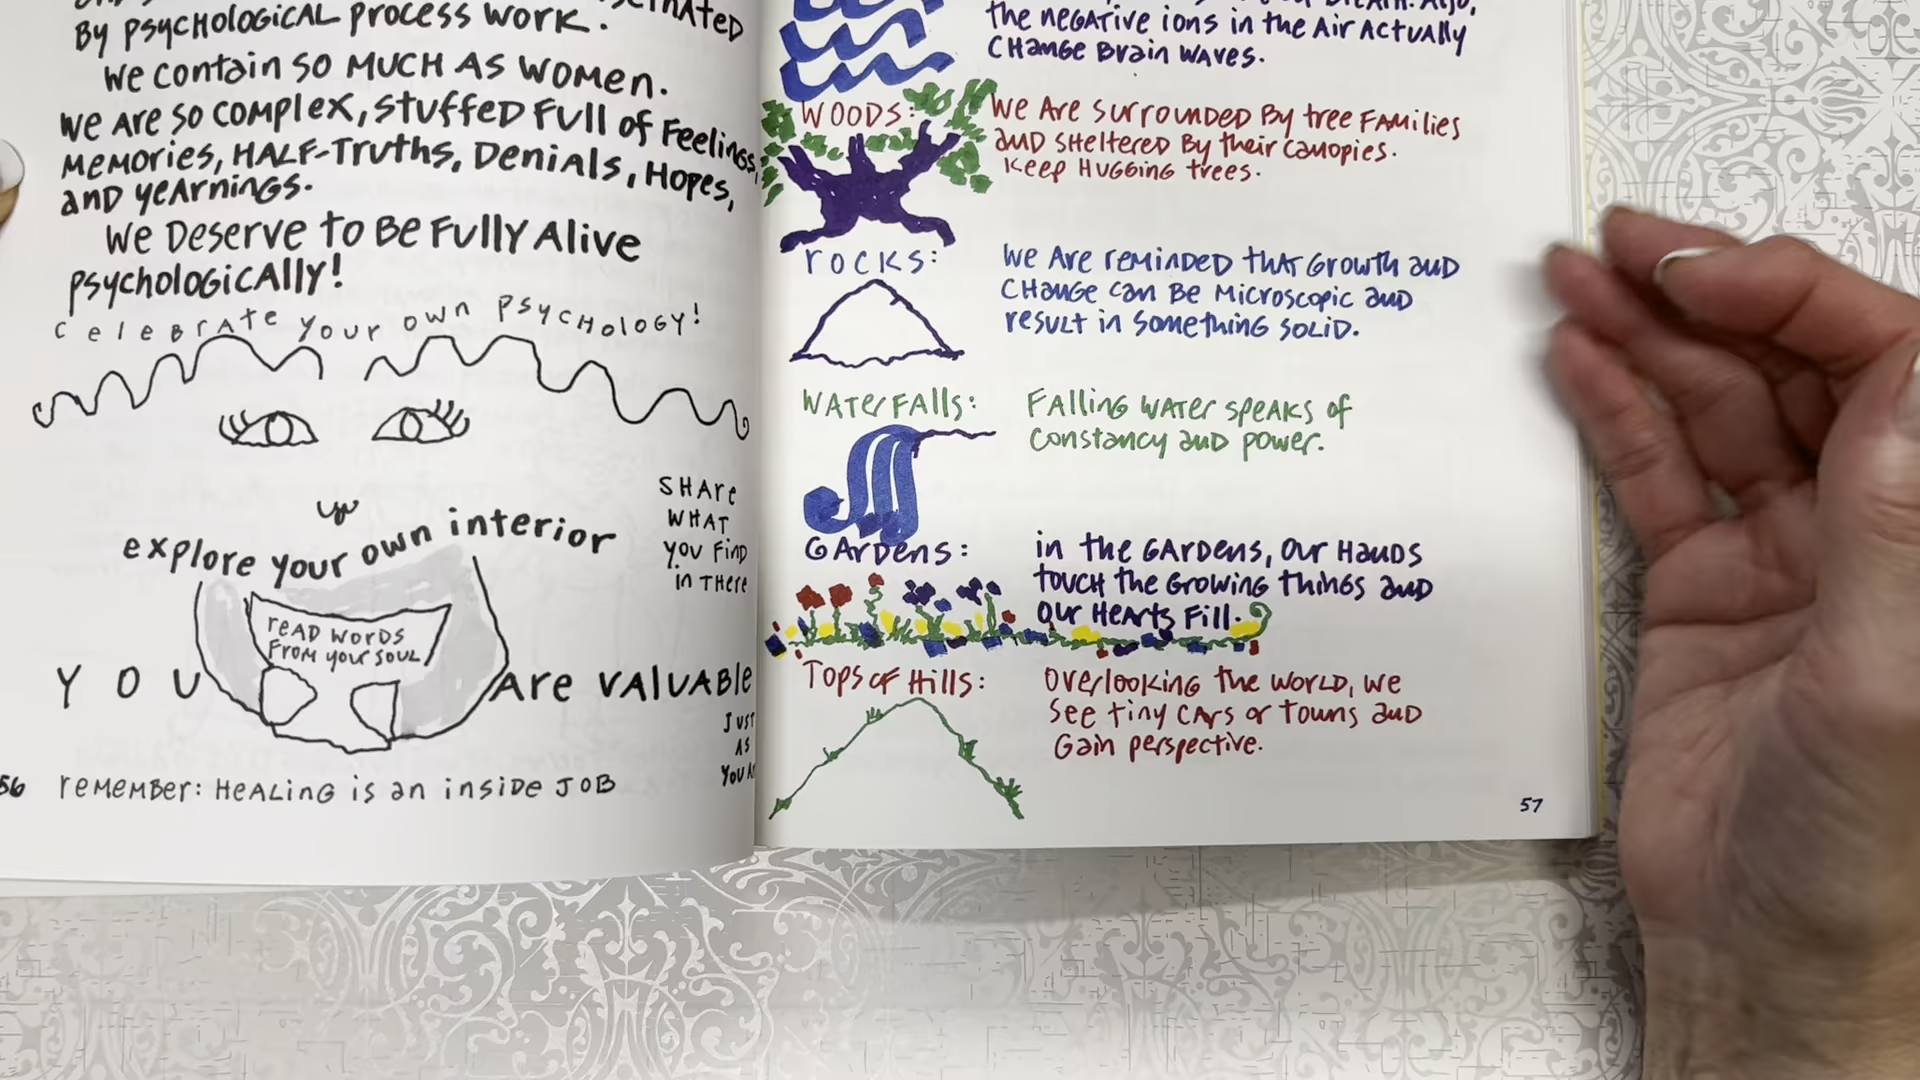 By PSYCHOLOGICAL process work.
We contain so MUCH AS women.
We Are so complex, stuffed Full of Feelings,
Memories, HALF-Truths, Denials, Hopes,
and yearnings.
We Deserve to Be Fully Alive
psychologically!
celebrate your own psychology!
explore your own interior
SHAre
WHAT
you Find
in THere
reAD worDs
From your soul
YOU Are VALUABLe
JUST
AS
56 remember: HeALing is an inside JOB
the neGAtive ions in the Air Actually
CHange Brain Waves.
WOODS: We Are surrounded By tree FAMilies
and sheltered By their canopies.
Keep HUGGing trees.
rocks: We Are reminded that Growth and
CHange can Be Microscopic and
result in something solid.
WAterFAlls: FAlling water speaks of
constancy and power.
GArdens: in the GArdens, our Hands
touch the Growing things and
our Hearts Fill.
Tops of Hills: Overlooking the world, we
see tiny cars or towns and
Gain perspective.
57